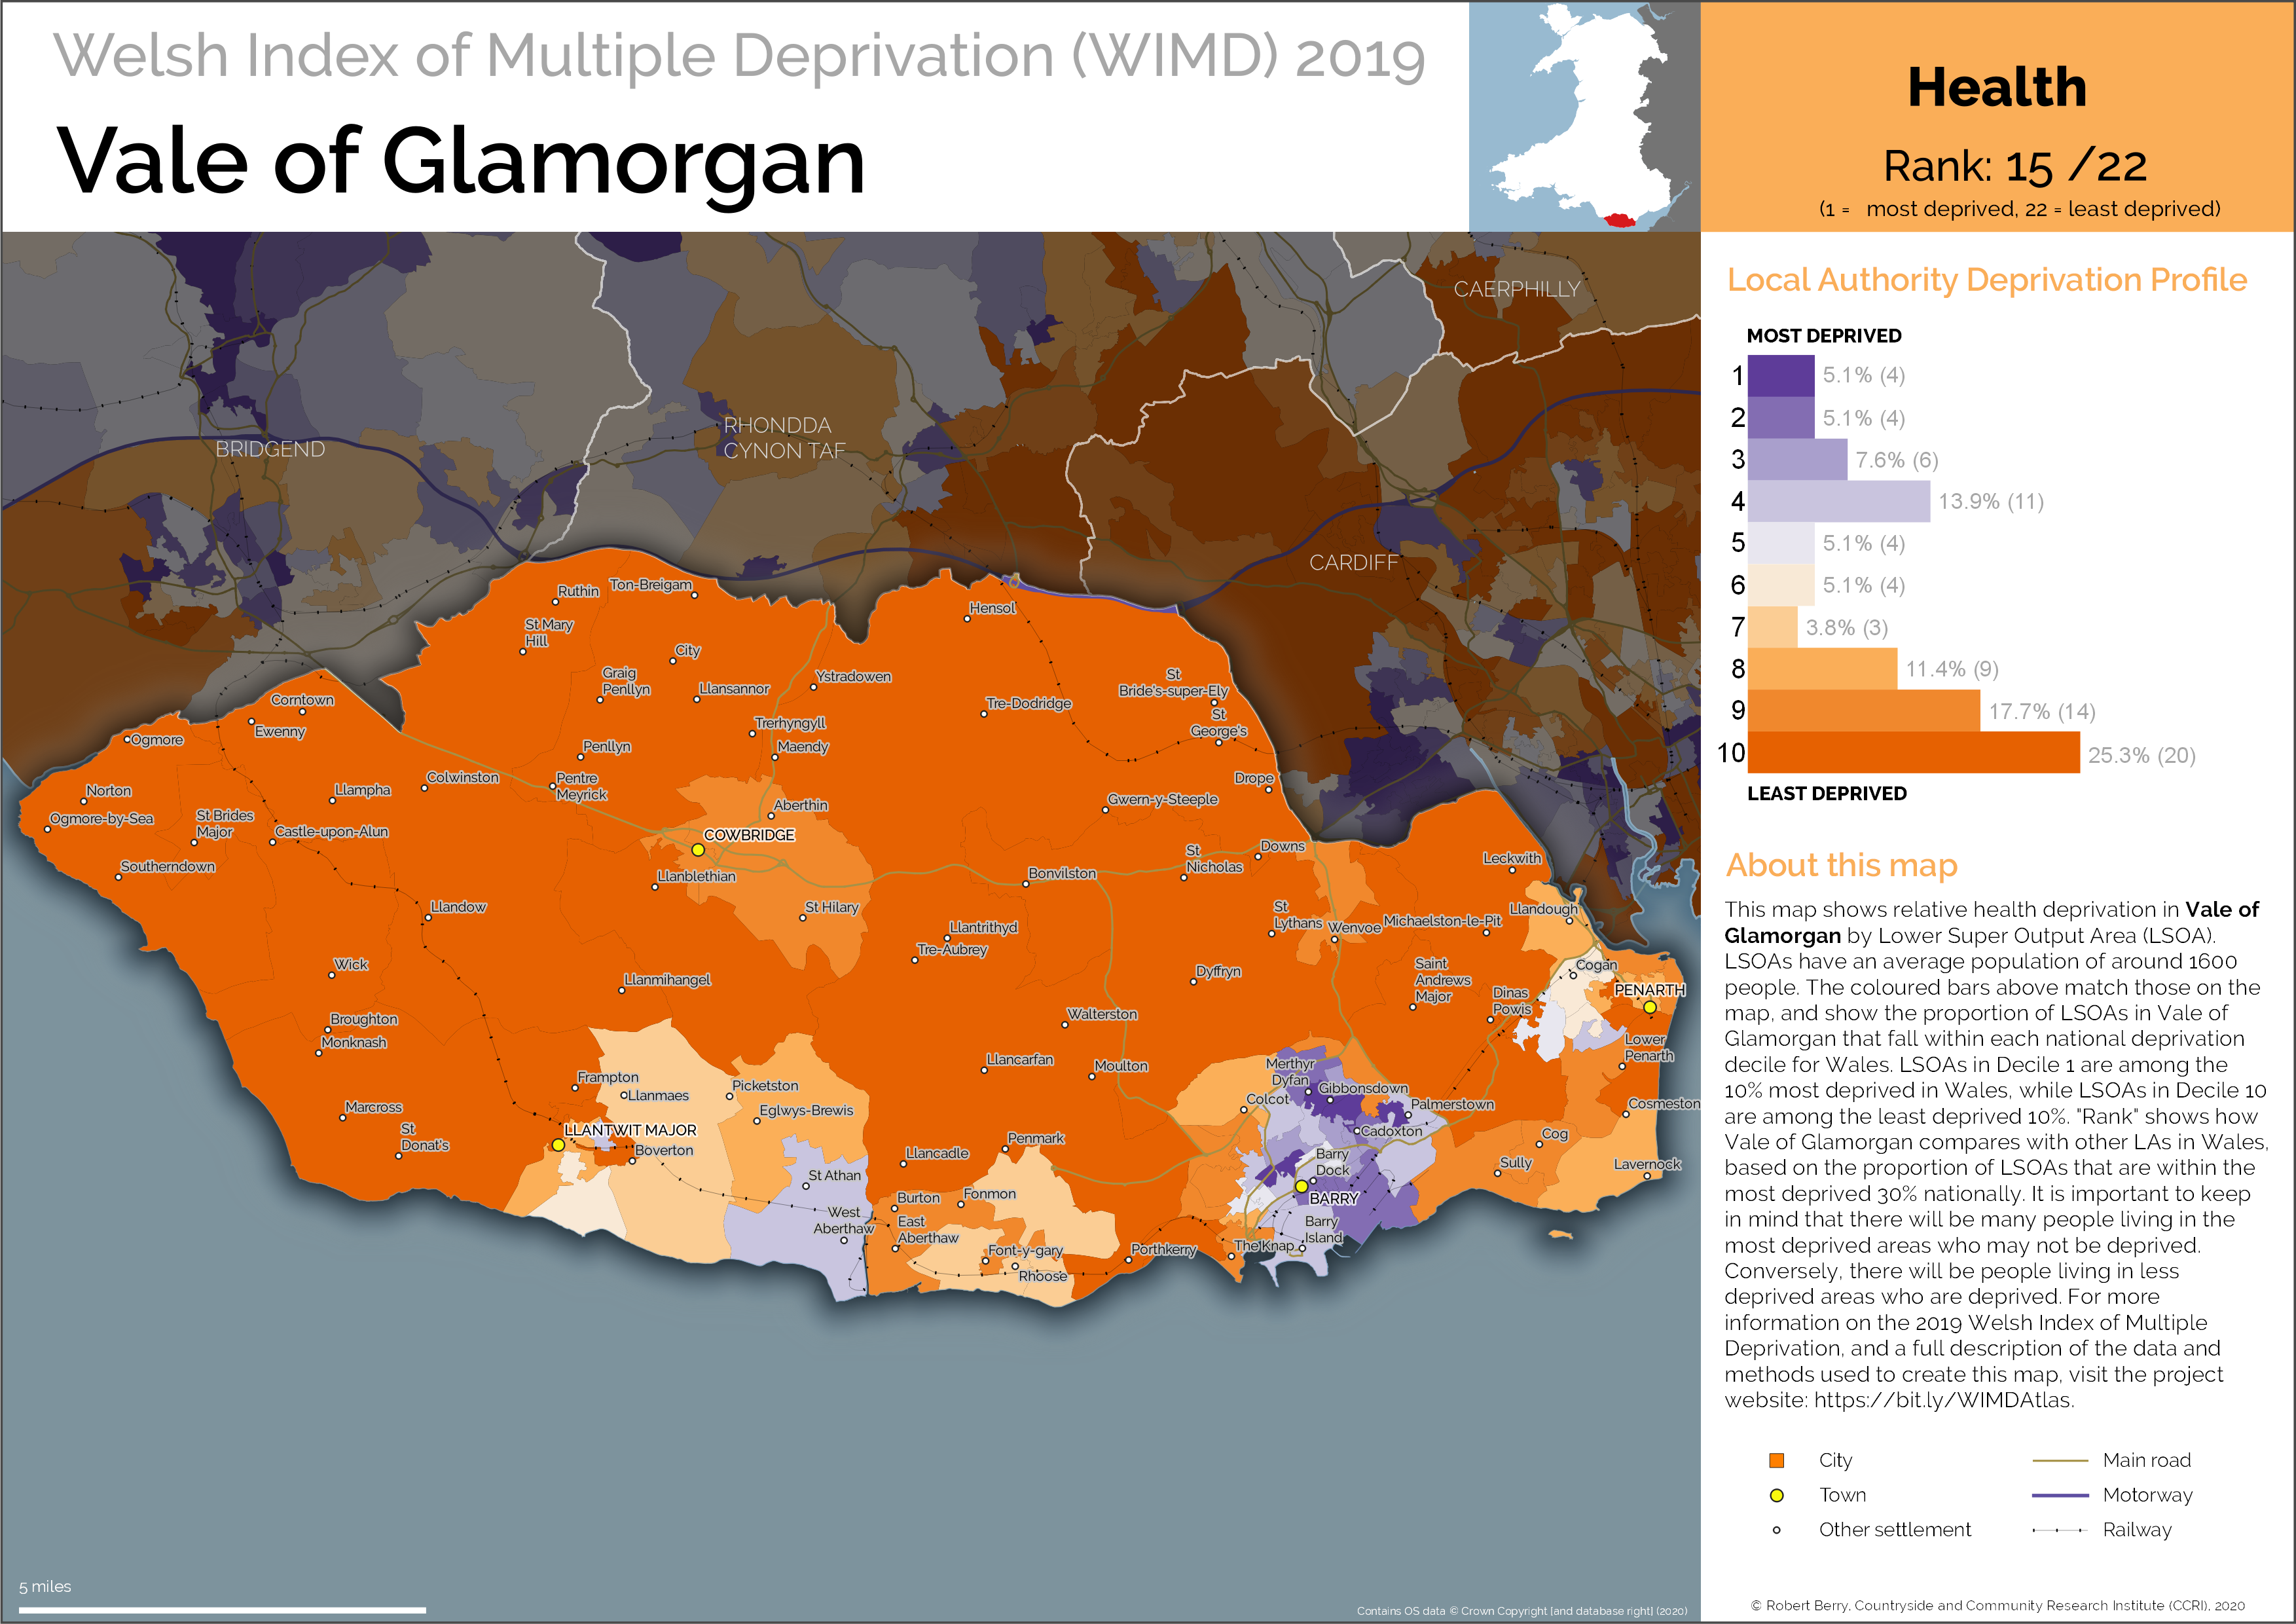 Welsh Index of Multiple Deprivation (WIMD) 2019
Vale of Glamorgan
Health
Rank: 15 /22
(1 = most deprived, 22 = least deprived)
Local Authority Deprivation Profile
MOST DEPRIVED
1 5.1% (4)
2 5.1% (4)
3 7.6% (6)
4 13.9% (11)
5 5.1% (4)
6 5.1% (4)
7 3.8% (3)
8 11.4% (9)
9 17.7% (14)
10 25.3% (20)
LEAST DEPRIVED
About this map
This map shows relative health deprivation in Vale of
Glamorgan by Lower Super Output Area (LSOA).
LSOAs have an average population of around 1600
people. The coloured bars above match those on the
map, and show the proportion of LSOAs in Vale of
Glamorgan that fall within each national deprivation
decile for Wales. LSOAs in Decile 1 are among the
10% most deprived in Wales, while LSOAs in Decile 10
are among the least deprived 10%. "Rank" shows how
Vale of Glamorgan compares with other LAs in Wales,
based on the proportion of LSOAs that are within the
most deprived 30% nationally. It is important to keep
in mind that there will be many people living in the
most deprived areas who may not be deprived.
Conversely, there will be people living in less
deprived areas who are deprived. For more
information on the 2019 Welsh Index of Multiple
Deprivation, and a full description of the data and
methods used to create this map, visit the project
website: https://bit.ly/WIMDAtlas.
City
Town
Other settlement
Main road
Motorway
Railway
© Robert Berry, Countryside and Community Research Institute (CCRI), 2020
CAERPHILLY
RHONDDA
CYNON TAF
BRIDGEND
CARDIFF
Ruthin
Ton-Breigam
Hensol
St Mary
Hill
City
Graig
Penllyn
Llansannor
Ystradowen
St
Bride's-super-Ely
Corntown
Tre-Dodridge
Ewenny
Trerhyngyll
St
George's
Ogmore
Penllyn
Maendy
Colwinston
Pentre
Meyrick
Drope
Norton
Llampha
Gwern-y-Steeple
Aberthin
Ogmore-by-Sea
St Brides
Major
Castle-upon-Alun
COWBRIDGE
Downs
Southerndown
Llanblethian
Bonvilston
St
Nicholas
Leckwith
Llandow
St Hilary
St
Lythans
Wenvoe
Michaelston-le-Pit
Llandough
Llantrithyd
Tre-Aubrey
Wick
Llanmihangel
Dyffryn
Saint
Andrews
Major
Cogan
PENARTH
Dinas
Powis
Broughton
Monknash
Walterston
Lower
Penarth
Llancarfan
Moulton
Merthyr
Dyfan
Gibbonsdown
Frampton
Llanmaes
Picketston
Eglwys-Brewis
Colcot
Palmerstown
Cosmeston
Marcross
St
Donat's
LLANTWIT MAJOR
Boverton
Penmark
Cadoxton
Cog
Llancadle
Barry
Dock
Sully
Lavernock
St Athan
Burton
Fonmon
BARRY
West
Aberthaw
East
Aberthaw
Font-y-gary
Rhoose
Porthkerry
The Knap
Barry
Island
5 miles
Contains OS data © Crown Copyright [and database right] (2020)